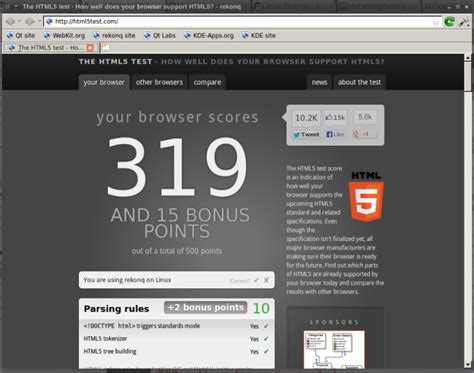 The HTML5 test - How well does your browser support HTML5? - rekonq
http://html5test.com/
Qt site WebKit.org rekonq site Qt Labs KDE-Apps.org KDE site
The HTML5 test - Ho...
THE HTML5 TEST – HOW WELL DOES YOUR BROWSER SUPPORT HTML5?
your browser other browsers compare news about the test
your browser scores
319
AND 15 BONUS
POINTS
out of a total of 500 points
You are using rekonq on Linux Correct? ✔ ✘
Parsing rules +2 bonus points 10
<!DOCTYPE html> triggers standards mode Yes ✔
HTML5 tokenizer Yes ✔
HTML5 tree building Yes ✔
10.2K 15k 5.6k
Tweet Like
HTML
5
The HTML5 test score
is an indication of
how well your
browser supports the
upcoming HTML5
standard and related
specifications. Even
though the
specification isn't finalized yet, all
major browser manufacturers are
making sure their browser is ready
for the future. Find out which parts
of HTML5 are already supported by
your browser today and compare the
results with other browsers.
SPONSORS